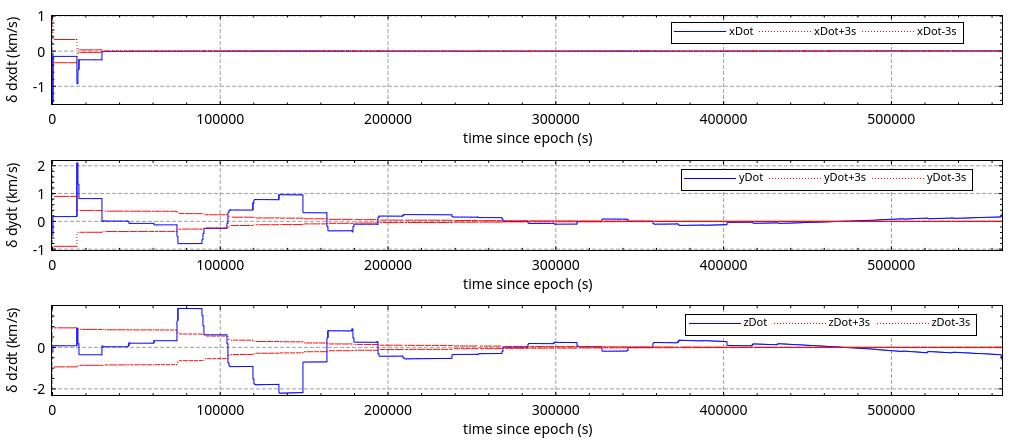 δ dxdt (km/s)
1
0
-1
xDot xDot+3s xDot-3s
0 100000 200000 300000 400000 500000
time since epoch (s)
δ dydt (km/s)
2
1
0
-1
yDot yDot+3s yDot-3s
0 100000 200000 300000 400000 500000
time since epoch (s)
δ dzdt (km/s)
0
-2
zDot zDot+3s zDot-3s
0 100000 200000 300000 400000 500000
time since epoch (s)